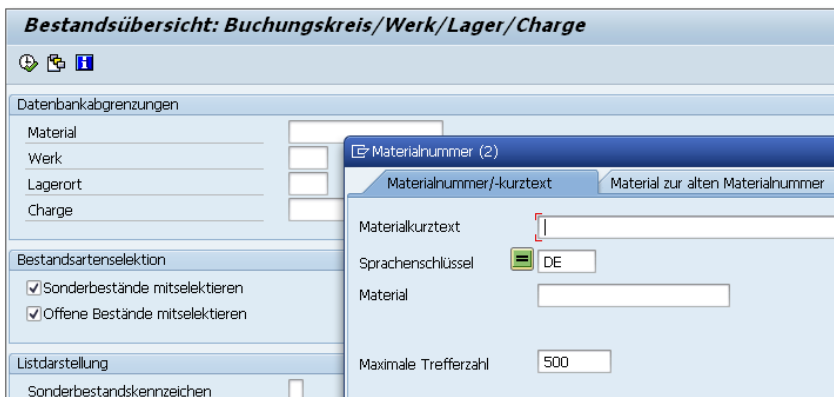 Bestandsübersicht: Buchungskreis/Werk/Lager/Charge
Datenbankabgrenzungen
Material
Werk
Lagerort
Charge
Bestandsartenselektion
Sonderbestände mitselektieren
Offene Bestände mitselektieren
Listdarstellung
Sonderbestandskennzeichen
Materialnummer (2)
Materialnummer/-kurztext
Material zur alten Materialnummer
Materialkurztext
Sprachenschlüssel DE
Material
Maximale Trefferzahl 500